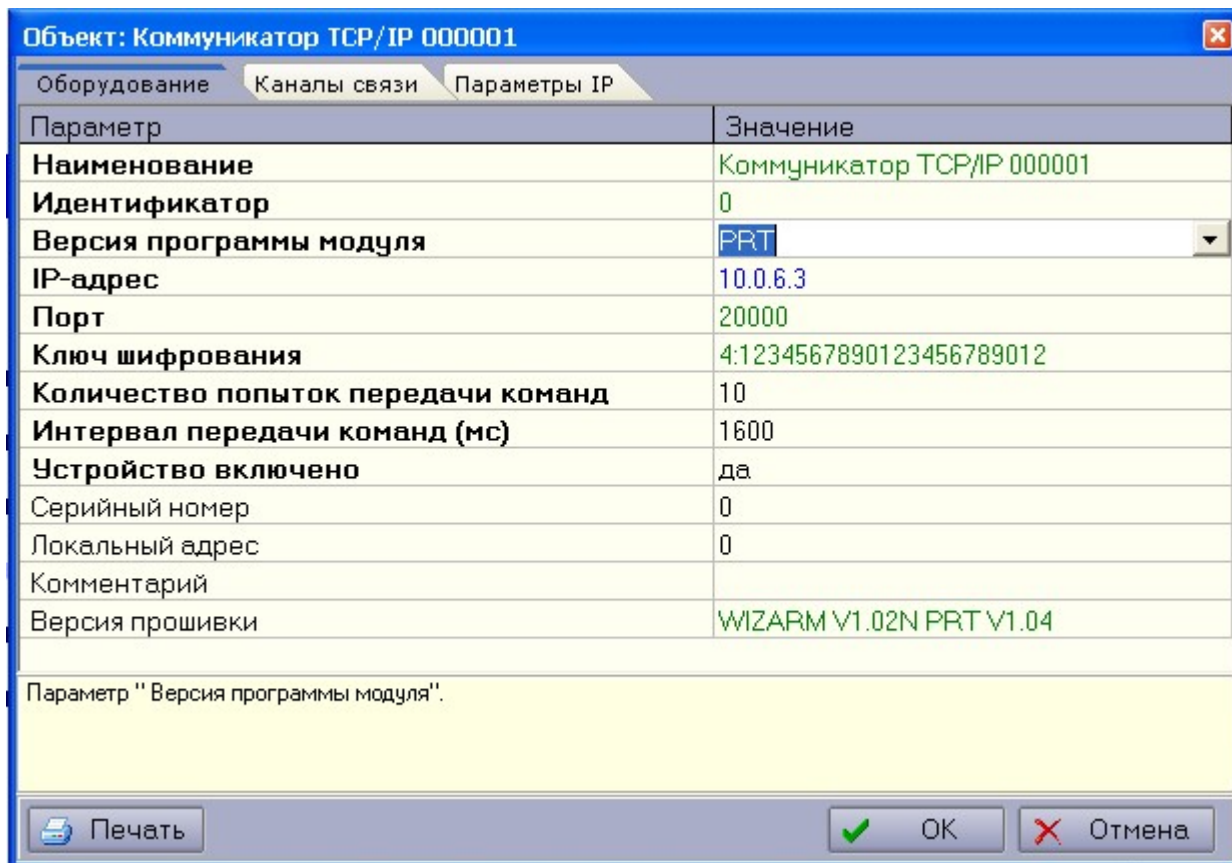 Объект: Коммуникатор TCP/IP 000001
Оборудование Каналы связи Параметры IP
Параметр Значение
Наименование Коммуникатор TCP/IP 000001
Идентификатор 0
Версия программы модуля PRT
IP-адрес 10.0.6.3
Порт 20000
Ключ шифрования 4:1234567890123456789012
Количество попыток передачи команд 10
Интервал передачи команд (мс) 1600
Устройство включено да
Серийный номер 0
Локальный адрес 0
Комментарий
Версия прошивки WIZARM V1.02N PRT V1.04
Параметр " Версия программы модуля".
Печать OK Отмена